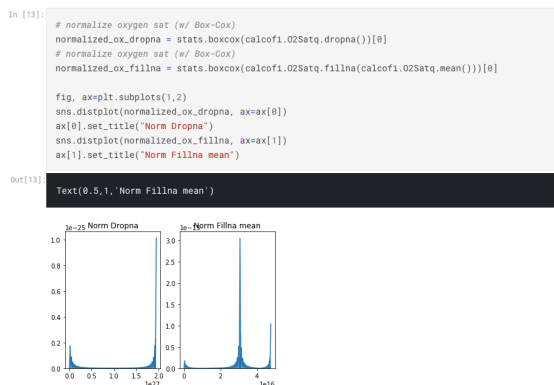 In [13]:
# normalize oxygen sat (w/ Box-Cox)
normalized_ox_dropna = stats.boxcox(calcofi.O2Satq.dropna())[0]
# normalize oxygen sat (w/ Box-Cox)
normalized_ox_fillna = stats.boxcox(calcofi.O2Satq.fillna(calcofi.O2Satq.mean()))[0]
fig, ax=plt.subplots(1,2)
sns.distplot(normalized_ox_dropna, ax=ax[0])
ax[0].set_title("Norm Dropna")
sns.distplot(normalized_ox_fillna, ax=ax[1])
ax[1].set_title("Norm Fillna mean")
Out[13]:
Text(0.5,1,'Norm Fillna mean')
1e-25 Norm Dropna
1.0
0.8
0.6
0.4
0.2
0.0
0.0 0.5 1.0 1.5 2.0
1e27
Norm Fillna mean
3.0
2.5
2.0
1.5
1.0
0.5
0.0
0 2 4
1e16